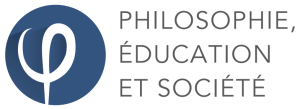 φ
PHILOSOPHIE,
ÉDUCATION
ET SOCIÉTÉ